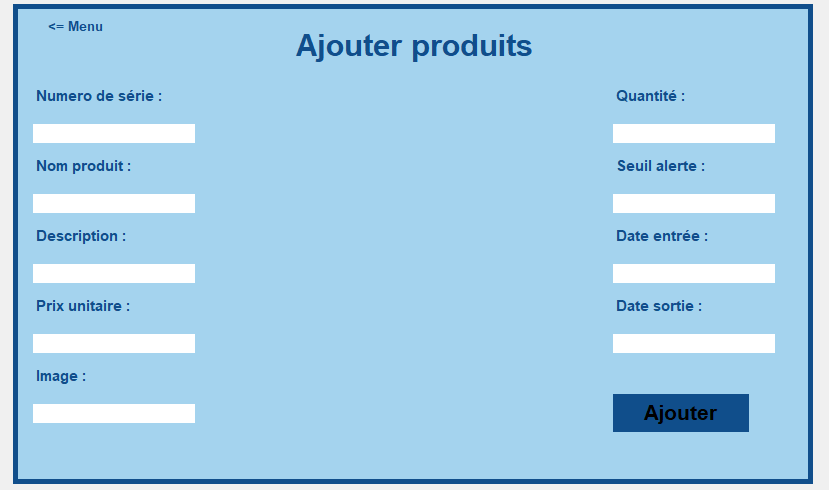 <= Menu
Ajouter produits
Numero de série :
Quantité :
Nom produit :
Seuil alerte :
Description :
Date entrée :
Prix unitaire :
Date sortie :
Image :
Ajouter